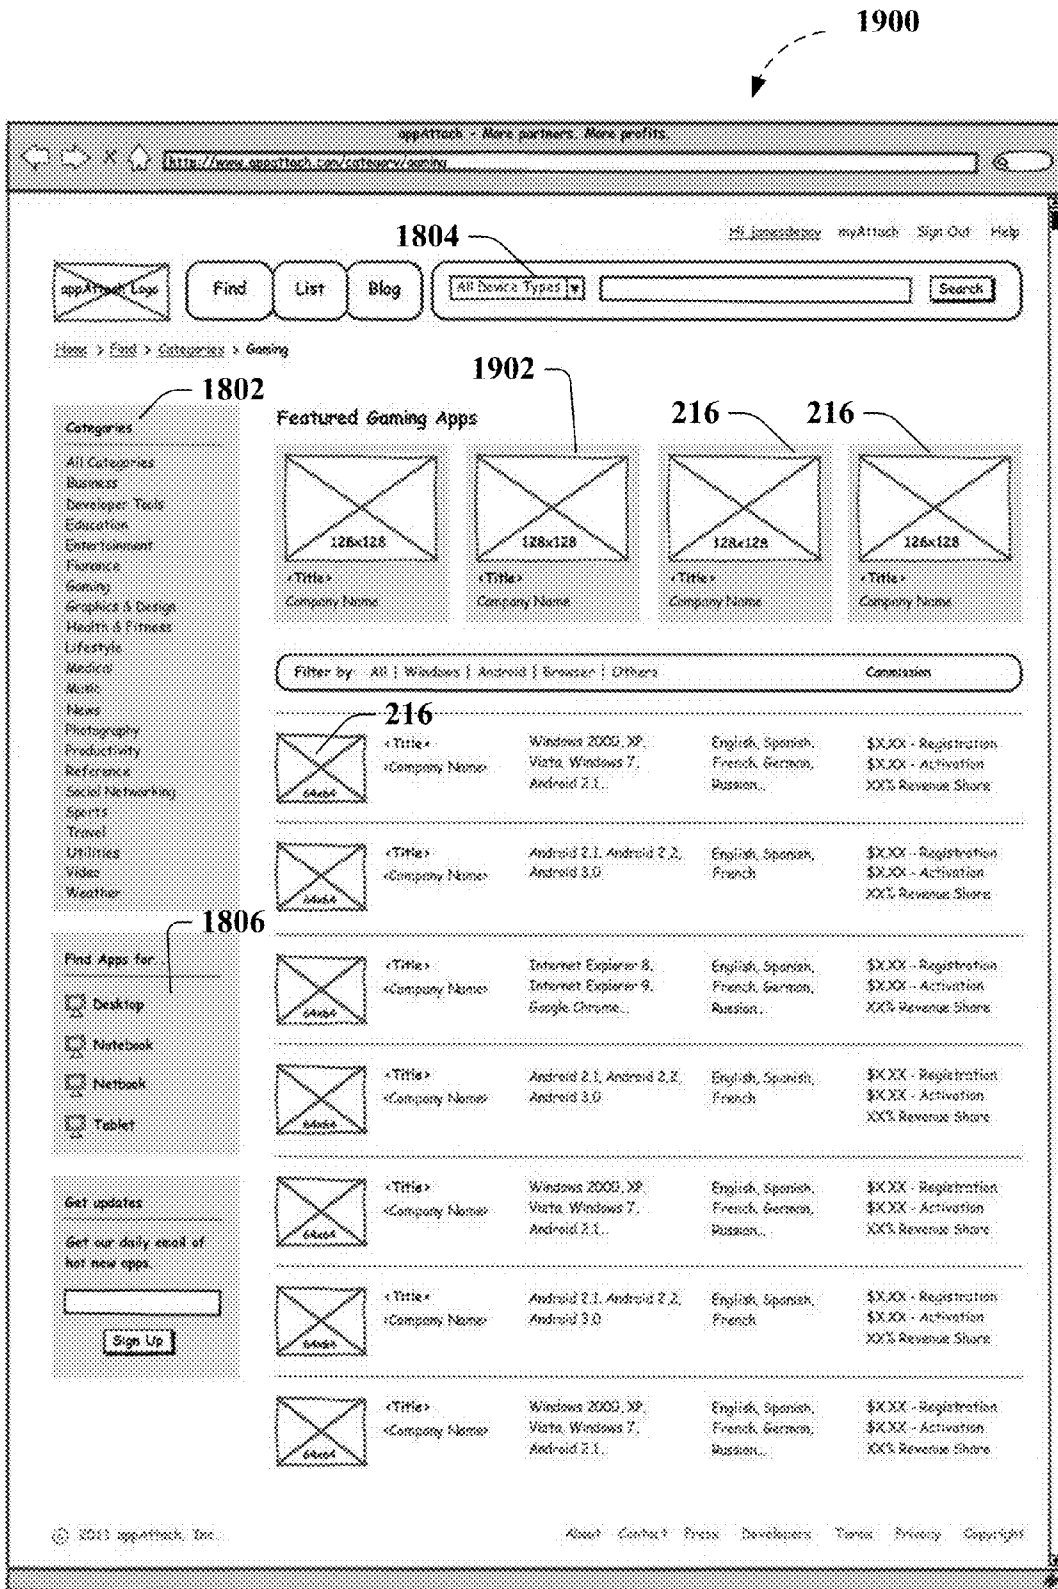 1900
appAttach - More partners. More profits.
http://www.appattach.com/category/gaming
myAttach Sign Out Help
1804
appAttach Logo Find List Blog All Device Types Search
Home > Find > Categories > Gaming
1802
Categories
All Categories
Business
Developer Tools
Education
Entertainment
Finance
Gaming
Graphics & Design
Health & Fitness
Lifestyle
Medical
Music
News
Photography
Productivity
Reference
Social Networking
Sports
Travel
Utilities
Video
Weather
1806
Find Apps for
Desktop
Notebook
Netbook
Tablet
Get updates
Get our daily email of
hot new apps.
Sign Up
1902 216 216
Featured Gaming Apps
128x128 128x128 128x128 128x128
<Title> <Title> <Title> <Title>
Company Name Company Name Company Name Company Name
Filter by: All | Windows | Android | Browser | Others Commission
216
<Title> Windows 2000, XP, English, Spanish, $X.XX - Registration
<Company Name> Vista, Windows 7, French, German, $X.XX - Activation
64x64 Android 2.1... Russian... XX% Revenue Share
<Title> Android 2.1, Android 2.2, English, Spanish, $X.XX - Registration
<Company Name> Android 3.0 French $X.XX - Activation
64x64 XX% Revenue Share
<Title> Internet Explorer 8, English, Spanish, $X.XX - Registration
<Company Name> Internet Explorer 9, French, German, $X.XX - Activation
64x64 Google Chrome... Russian... XX% Revenue Share
<Title> Android 2.1, Android 2.2, English, Spanish, $X.XX - Registration
<Company Name> Android 3.0 French $X.XX - Activation
64x64 XX% Revenue Share
<Title> Windows 2000, XP, English, Spanish, $X.XX - Registration
<Company Name> Vista, Windows 7, French, German, $X.XX - Activation
64x64 Android 2.1... Russian... XX% Revenue Share
<Title> Android 2.1, Android 2.2, English, Spanish, $X.XX - Registration
<Company Name> Android 3.0 French $X.XX - Activation
64x64 XX% Revenue Share
<Title> Windows 2000, XP, English, Spanish, $X.XX - Registration
<Company Name> Vista, Windows 7, French, German, $X.XX - Activation
64x64 Android 2.1... Russian... XX% Revenue Share
© 2011 appAttach, Inc. About Contact Press Developers Terms Privacy Copyright